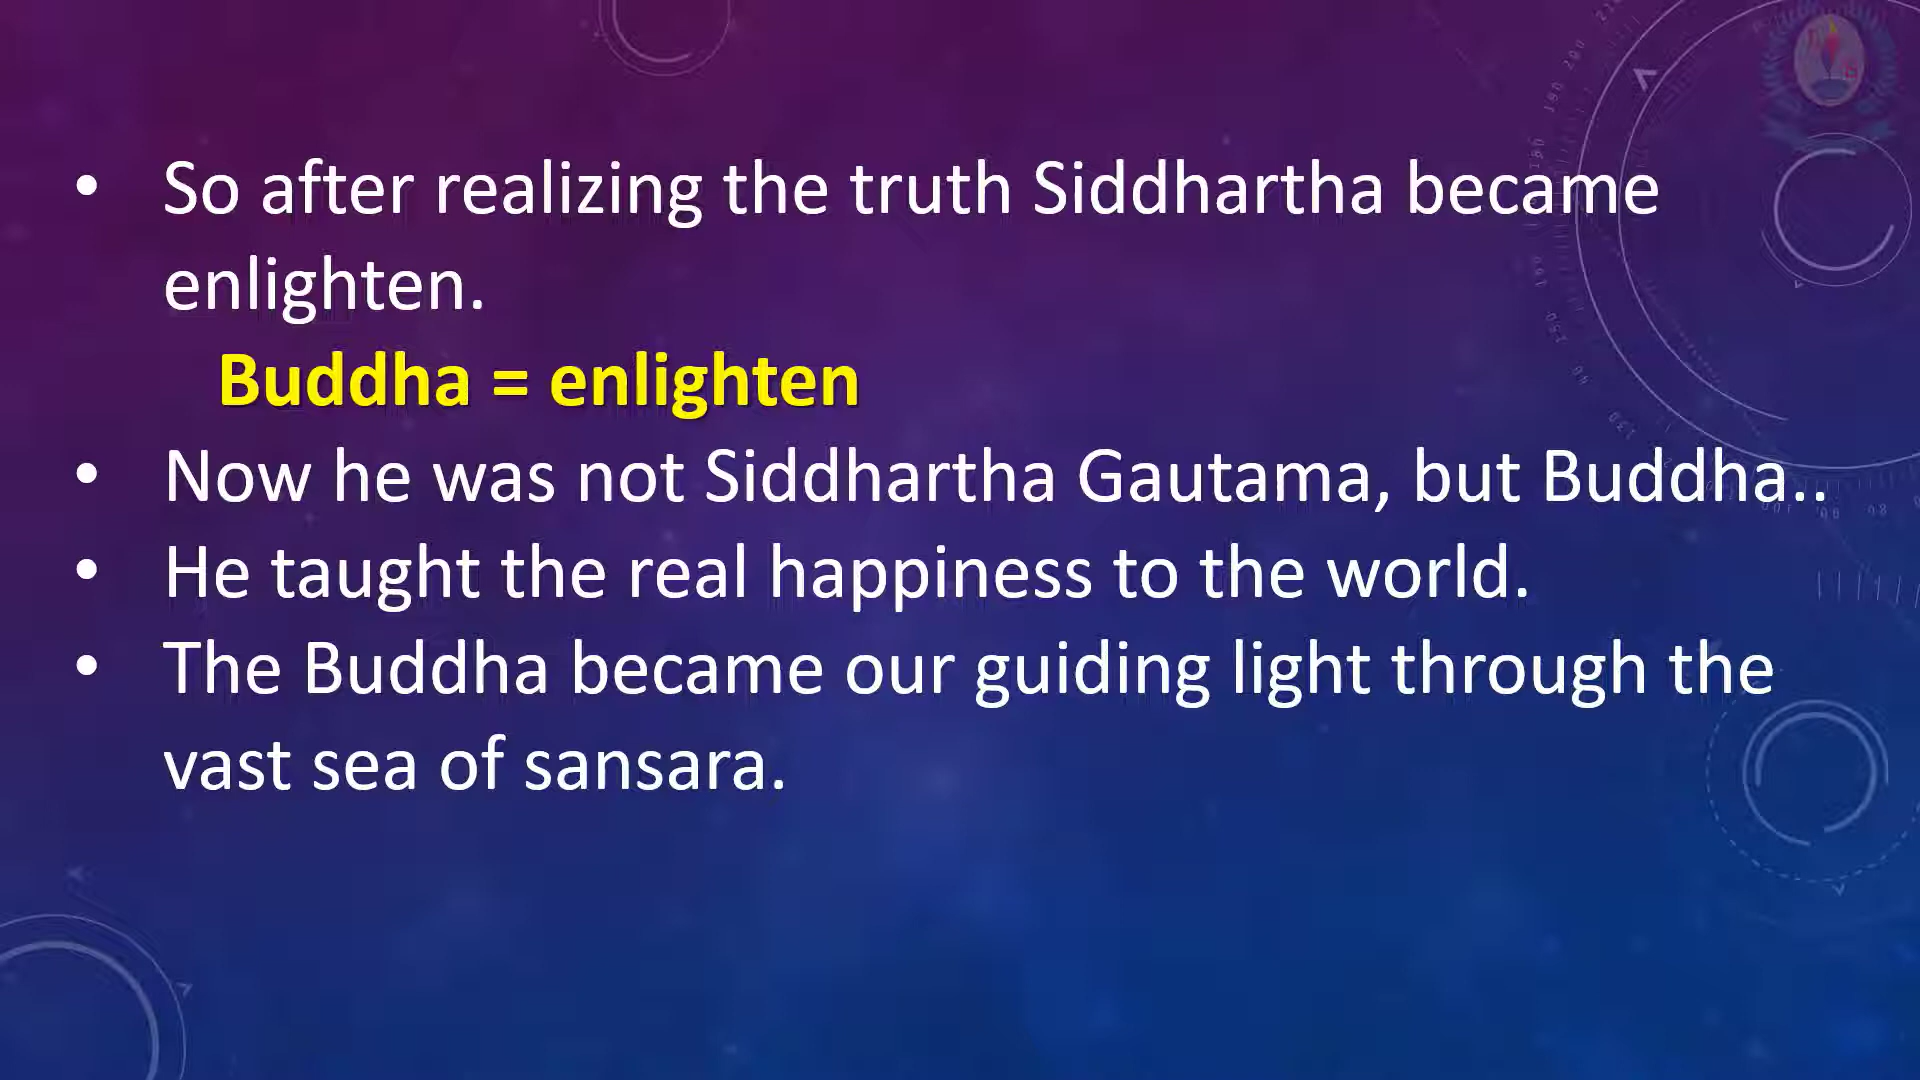 • So after realizing the truth Siddhartha became
enlighten.
Buddha = enlighten
• Now he was not Siddhartha Gautama, but Buddha..
• He taught the real happiness to the world.
• The Buddha became our guiding light through the
vast sea of sansara.